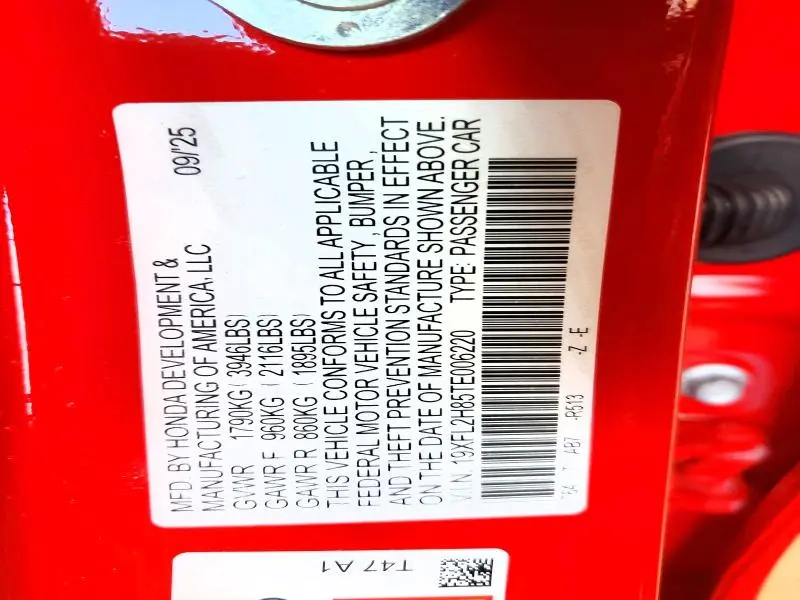 MFD. BY HONDA DEVELOPMENT &
MANUFACTURING OF AMERICA, LLC 09/'25
GVWR 1790KG (3946LBS)
GAWR F 960KG (2116LBS)
GAWR R 860KG (1895LBS)
THIS VEHICLE CONFORMS TO ALL APPLICABLE
FEDERAL MOTOR VEHICLE SAFETY, BUMPER,
AND THEFT PREVENTION STANDARDS IN EFFECT
ON THE DATE OF MANUFACTURE SHOWN ABOVE.
V.I.N. 19XFL2H85TE006220 TYPE: PASSENGER CAR
AB7 -R513 -Z -E
T47 A1